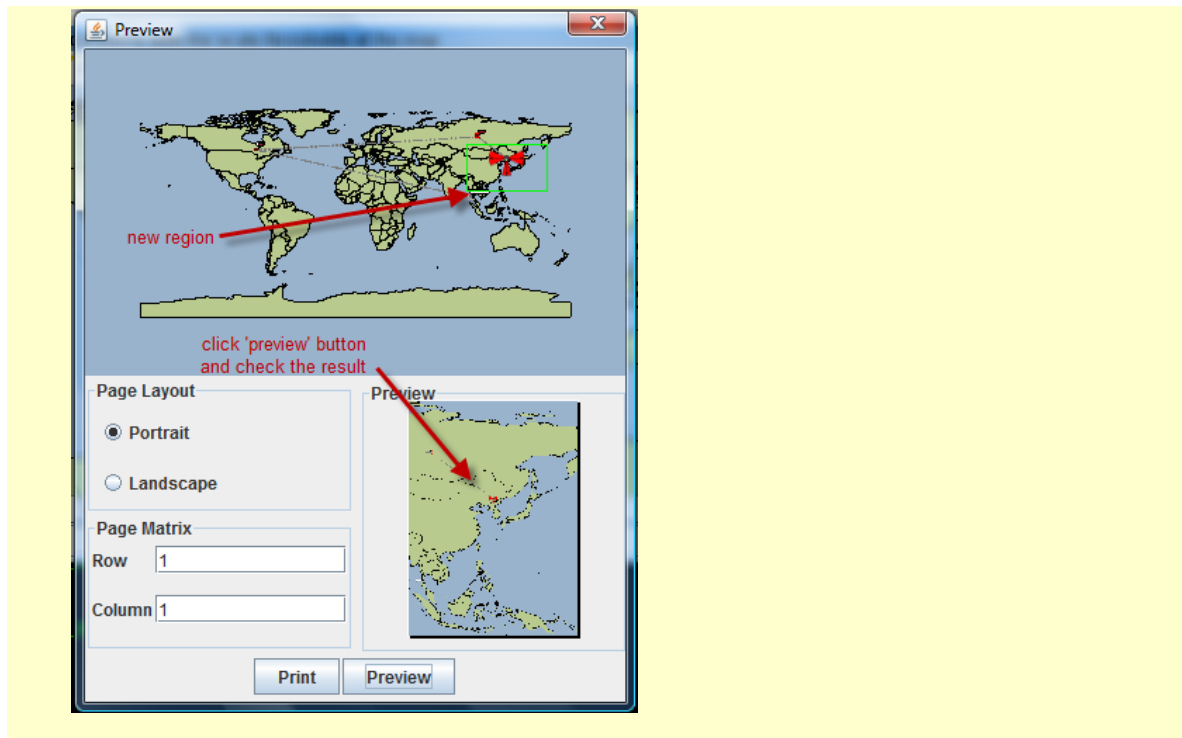 Preview
new region
click 'preview' button
and check the result
Page Layout
Portrait
Landscape
Page Matrix
Row 1
Column 1
Preview
Print Preview